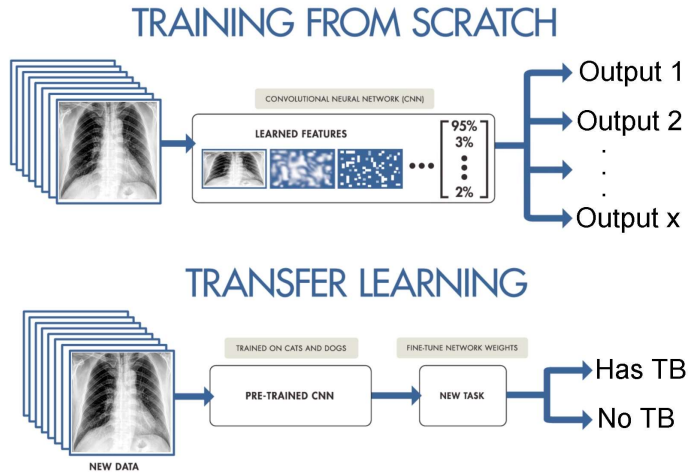 TRAINING FROM SCRATCH
CONVOLUTIONAL NEURAL NETWORK (CNN)
LEARNED FEATURES
95%
3%
2%
Output 1
Output 2
.
.
.
Output x
TRANSFER LEARNING
TRAINED ON CATS AND DOGS
FINE-TUNE NETWORK WEIGHTS
PRE-TRAINED CNN
NEW TASK
Has TB
No TB
NEW DATA